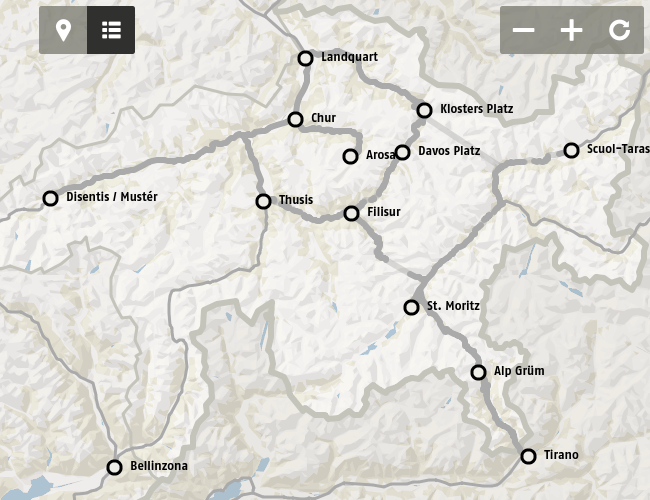 Landquart
Klosters Platz
Chur
Arosa
Davos Platz
Scuol-Taras
Disentis / Mustér
Thusis
Filisur
St. Moritz
Alp Grüm
Tirano
Bellinzona